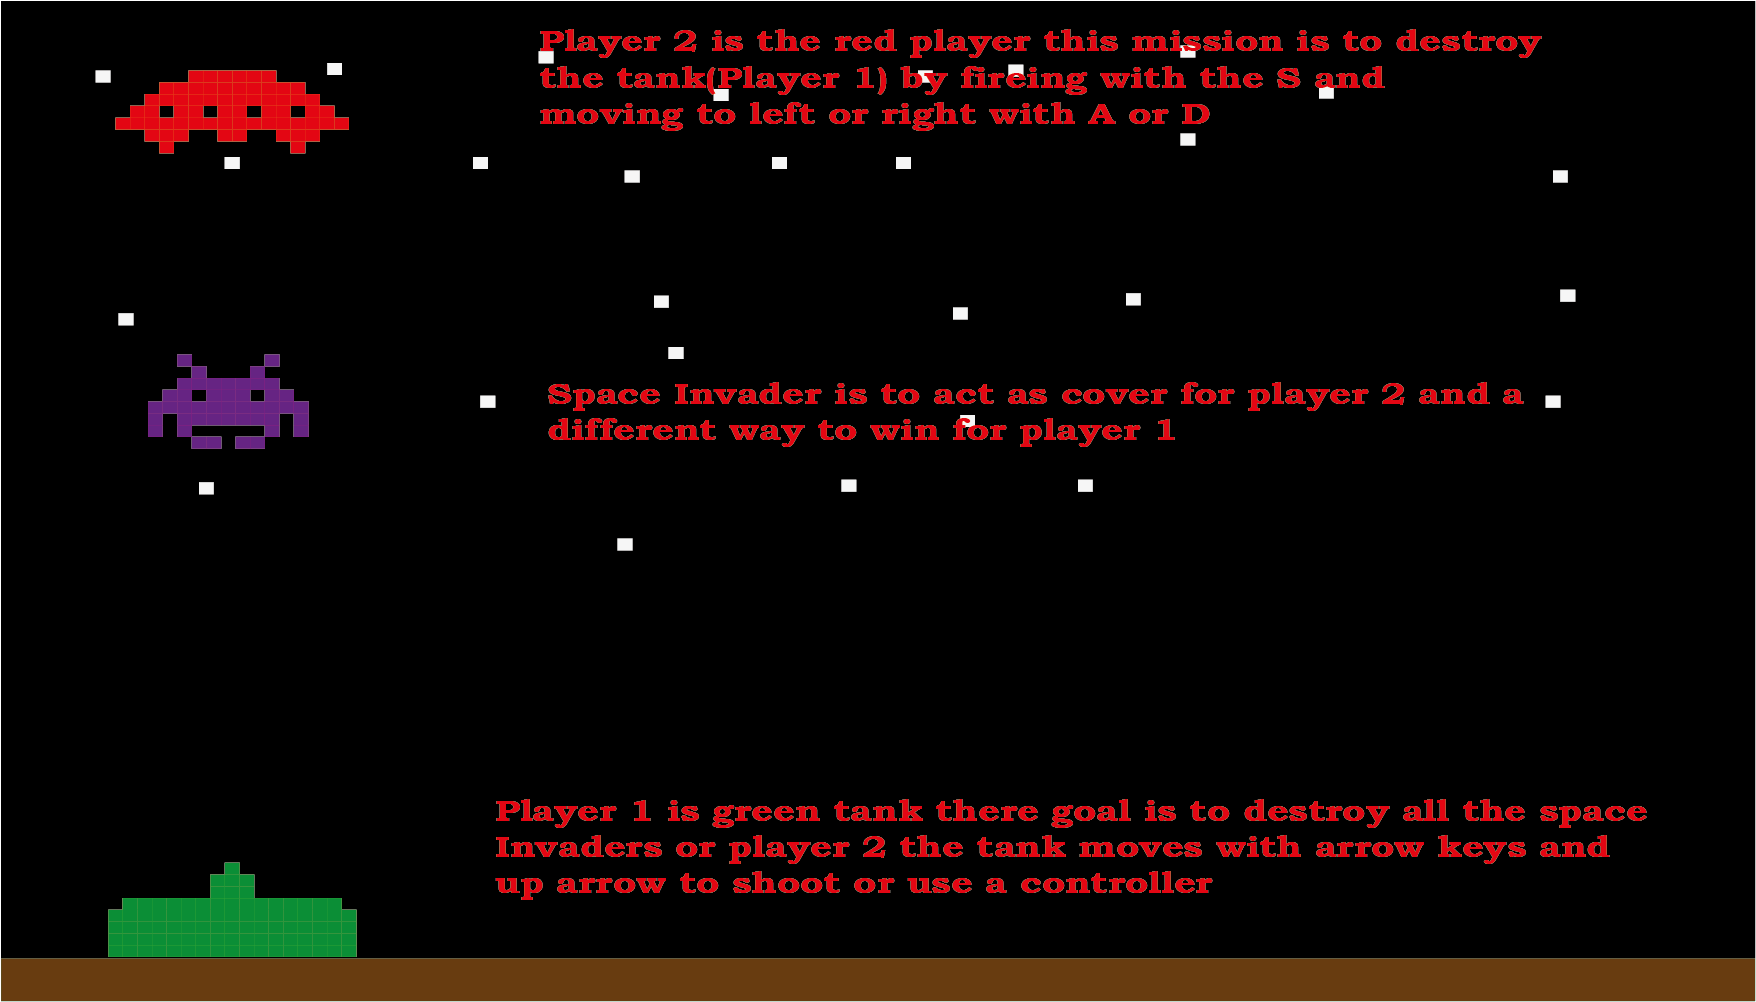 Player 2 is the red player this mission is to destroy
the tank(Player 1) by fireing with the S and
moving to left or right with A or D
Space Invader is to act as cover for player 2 and a
different way to win for player 1
Player 1 is green tank there goal is to destroy all the space
Invaders or player 2 the tank moves with arrow keys and
up arrow to shoot or use a controller